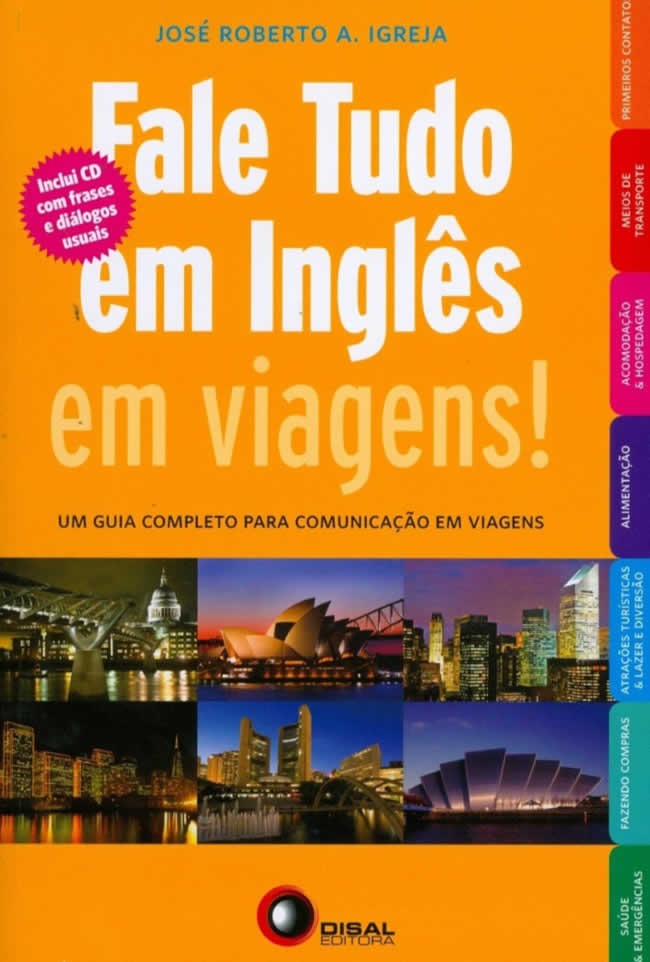 JOSÉ ROBERTO A. IGREJA
Fale Tudo
em Inglês
em viagens!
Inclui CD
com frases
e diálogos
usuais
UM GUIA COMPLETO PARA COMUNICAÇÃO EM VIAGENS
PRIMEIROS CONTATO
MEIOS DE
TRANSPORTE
ACOMODAÇÃO
& HOSPEDAGEM
ALIMENTAÇÃO
ATRAÇÕES TURÍSTICAS
& LAZER E DIVERSÃO
FAZENDO COMPRAS
SAÚDE
& EMERGÊNCIAS
DISAL
EDITORA